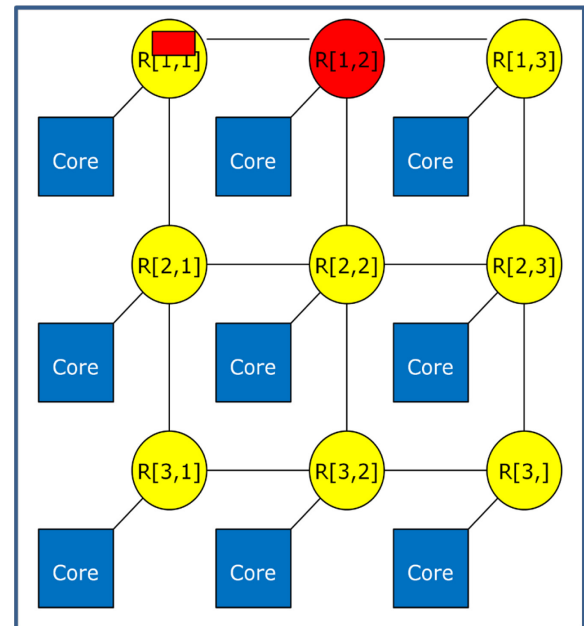 R[1,1]
R[1,2]
R[1,3]
Core
Core
Core
R[2,1]
R[2,2]
R[2,3]
Core
Core
Core
R[3,1]
R[3,2]
R[3,]
Core
Core
Core